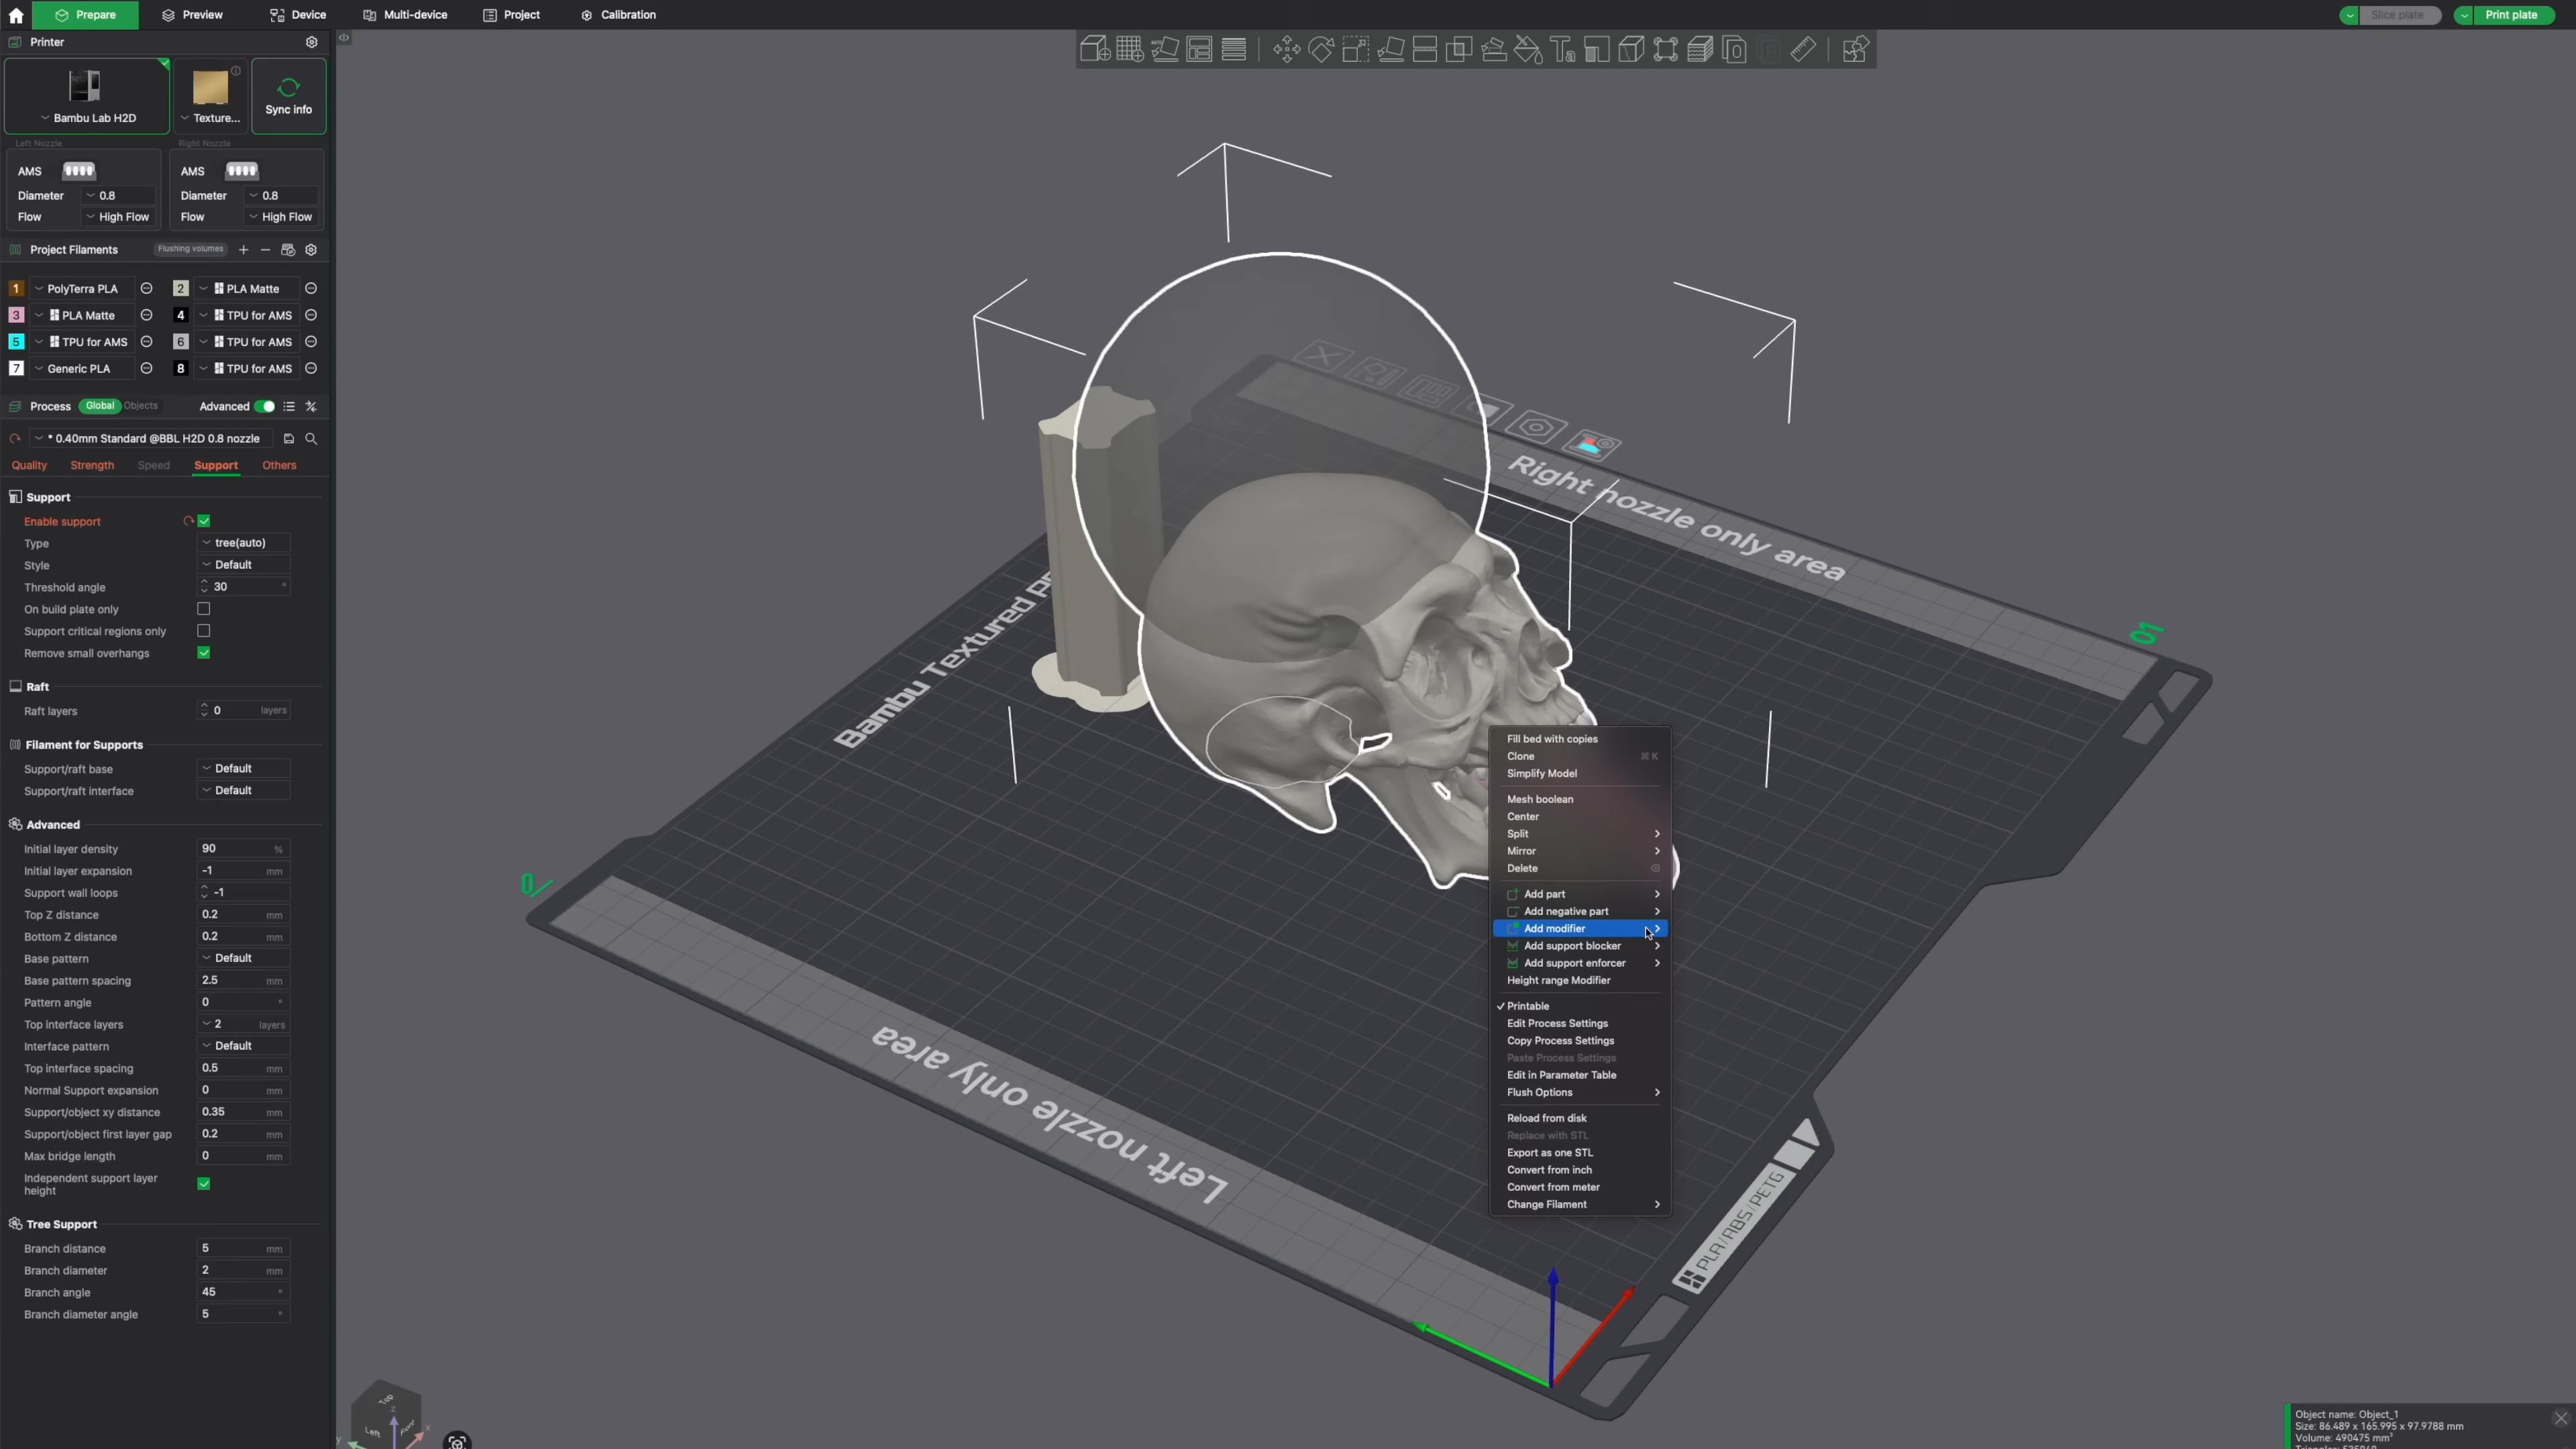 Prepare
Preview
Device
Multi-device
Project
Calibration
Slice plate
Print plate
Printer
Bambu Lab H2D
Texture...
Sync info
Left Nozzle
Right Nozzle
AMS
AMS
Diameter 0.8
Diameter 0.8
Flow High Flow
Flow High Flow
Project Filaments Flushing volumes
1 PolyTerra PLA
2 PLA Matte
3 PLA Matte
4 TPU for AMS
5 TPU for AMS
6 TPU for AMS
7 Generic PLA
8 TPU for AMS
Process Global Objects Advanced
* 0.40mm Standard @BBL H2D 0.8 nozzle
Quality Strength Speed Support Others
Support
Enable support
Type tree(auto)
Style Default
Threshold angle 30 °
On build plate only
Support critical regions only
Remove small overhangs
Raft
Raft layers 0 layers
Filament for Supports
Support/raft base Default
Support/raft interface Default
Advanced
Initial layer density 90 %
Initial layer expansion -1 mm
Support wall loops -1
Top Z distance 0.2 mm
Bottom Z distance 0.2 mm
Base pattern Default
Base pattern spacing 2.5 mm
Pattern angle 0 °
Top interface layers 2 layers
Interface pattern Default
Top interface spacing 0.5 mm
Normal Support expansion 0 mm
Support/object xy distance 0.35 mm
Support/object first layer gap 0.2 mm
Max bridge length 0 mm
Independent support layer
height
Tree Support
Branch distance 5 mm
Branch diameter 2 mm
Branch angle 45 °
Branch diameter angle 5 °
Right nozzle only area
Bambu Textured
01
Left nozzle only area
PLA/ABS/PETG
Fill bed with copies
Clone ⌘ K
Simplify Model
Mesh boolean
Center
Split
Mirror
Delete
Add part
Add negative part
Add modifier
Add support blocker
Add support enforcer
Height range Modifier
✓ Printable
Edit Process Settings
Copy Process Settings
Paste Process Settings
Edit in Parameter Table
Flush Options
Reload from disk
Replace with STL
Export as one STL
Convert from inch
Convert from meter
Change Filament
Top
Left
Front
Z
X
Y
Object name: Object_1
Size: 86.489 x 165.995 x 97.9788 mm
Volume: 490475 mm³